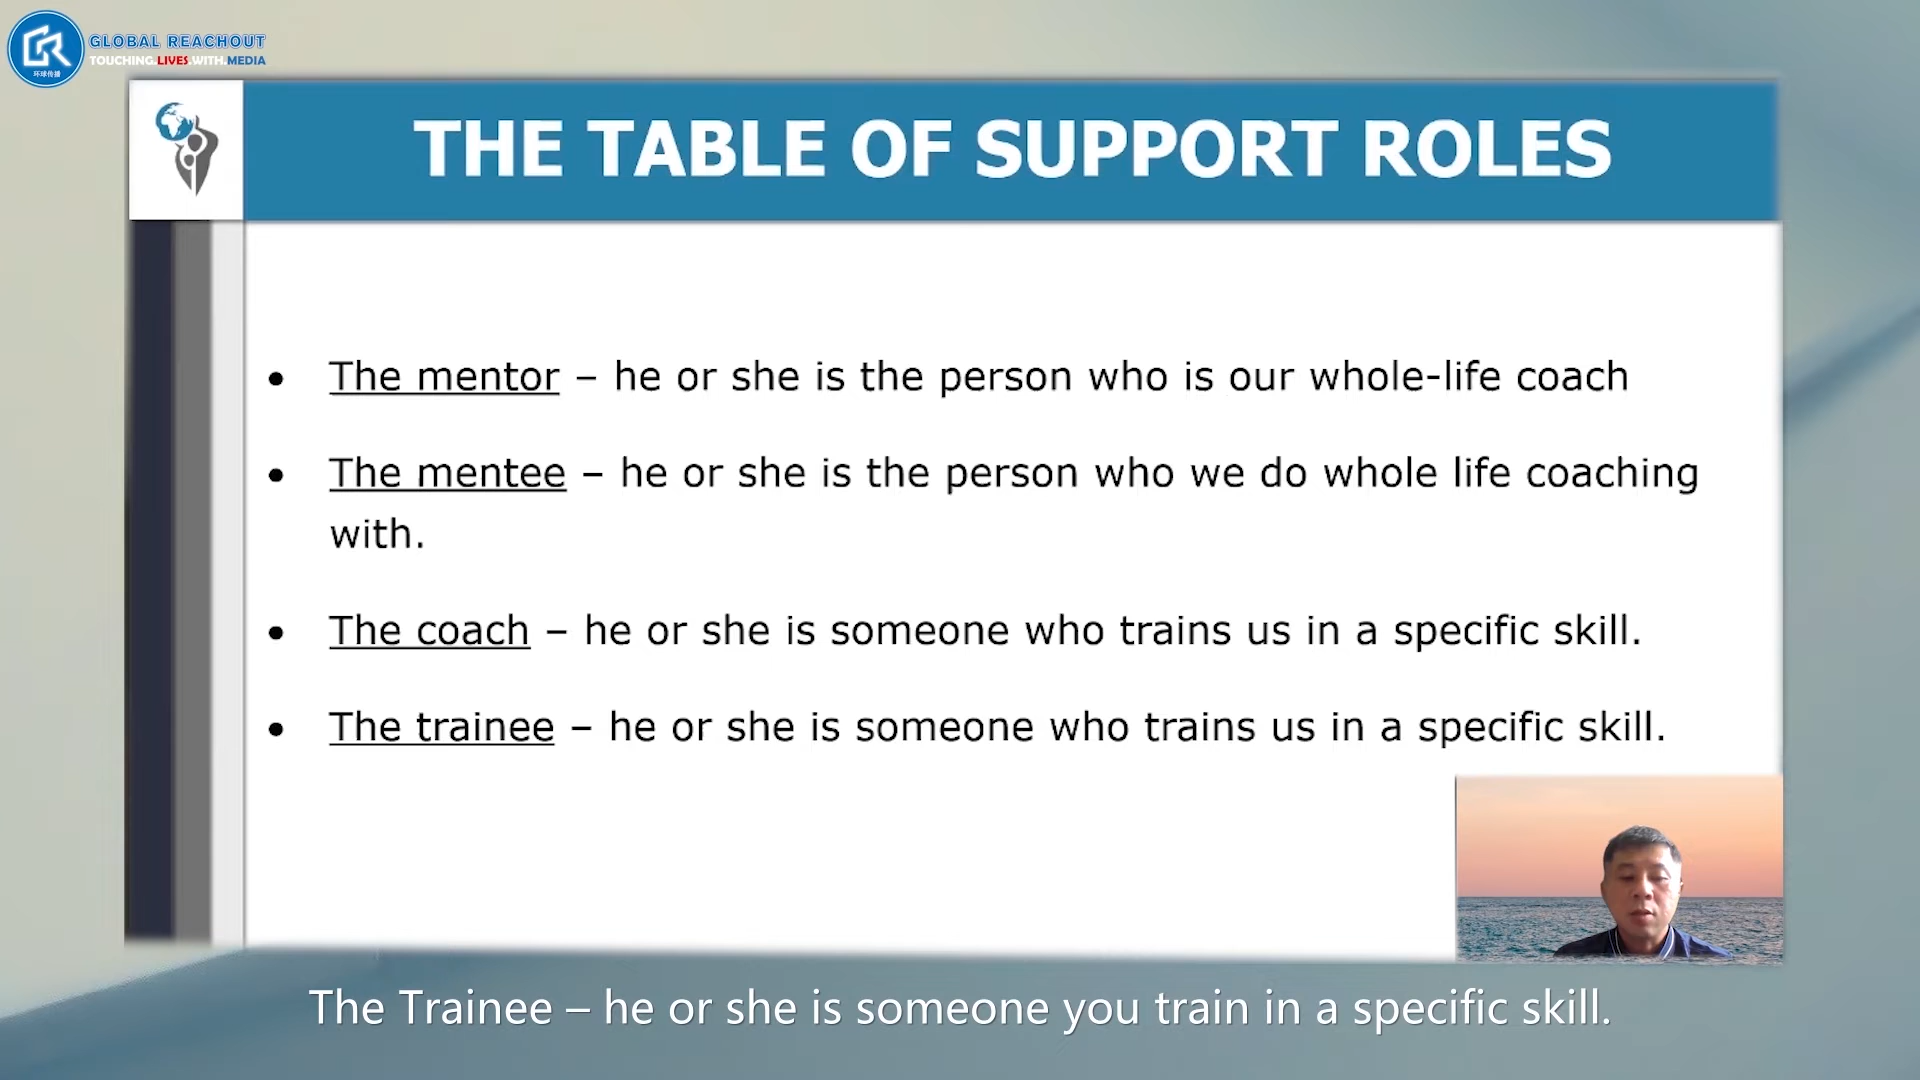 GLOBAL REACHOUT
TOUCHING.LIVES.WITH.MEDIA
环球传播
THE TABLE OF SUPPORT ROLES
• The mentor – he or she is the person who is our whole-life coach
• The mentee – he or she is the person who we do whole life coaching
with.
• The coach – he or she is someone who trains us in a specific skill.
• The trainee – he or she is someone who trains us in a specific skill.
The Trainee – he or she is someone you train in a specific skill.